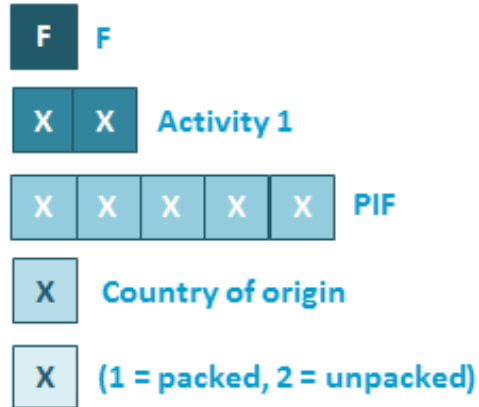 F F
X X Activity 1
X X X X X PIF
X Country of origin
X (1 = packed, 2 = unpacked)